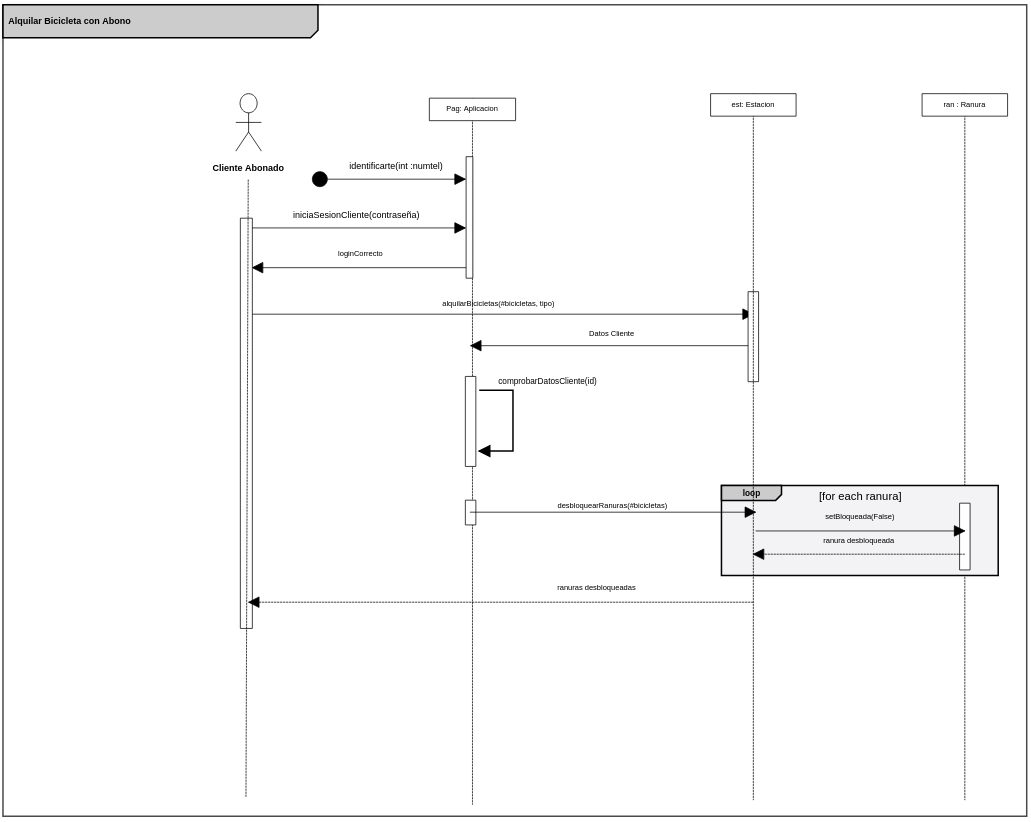 Alquilar Bicicleta con Abono
Pag: Aplicacion
est: Estacion
ran : Ranura
Cliente Abonado
identificarte(int :numtel)
iniciaSesionCliente(contraseña)
loginCorrecto
alquilarBicicletas(#bicicletas, tipo)
Datos Cliente
comprobarDatosCliente(id)
loop
[for each ranura]
desbloquearRanuras(#bicicletas)
setBloqueada(False)
ranura desbloqueada
ranuras desbloqueadas